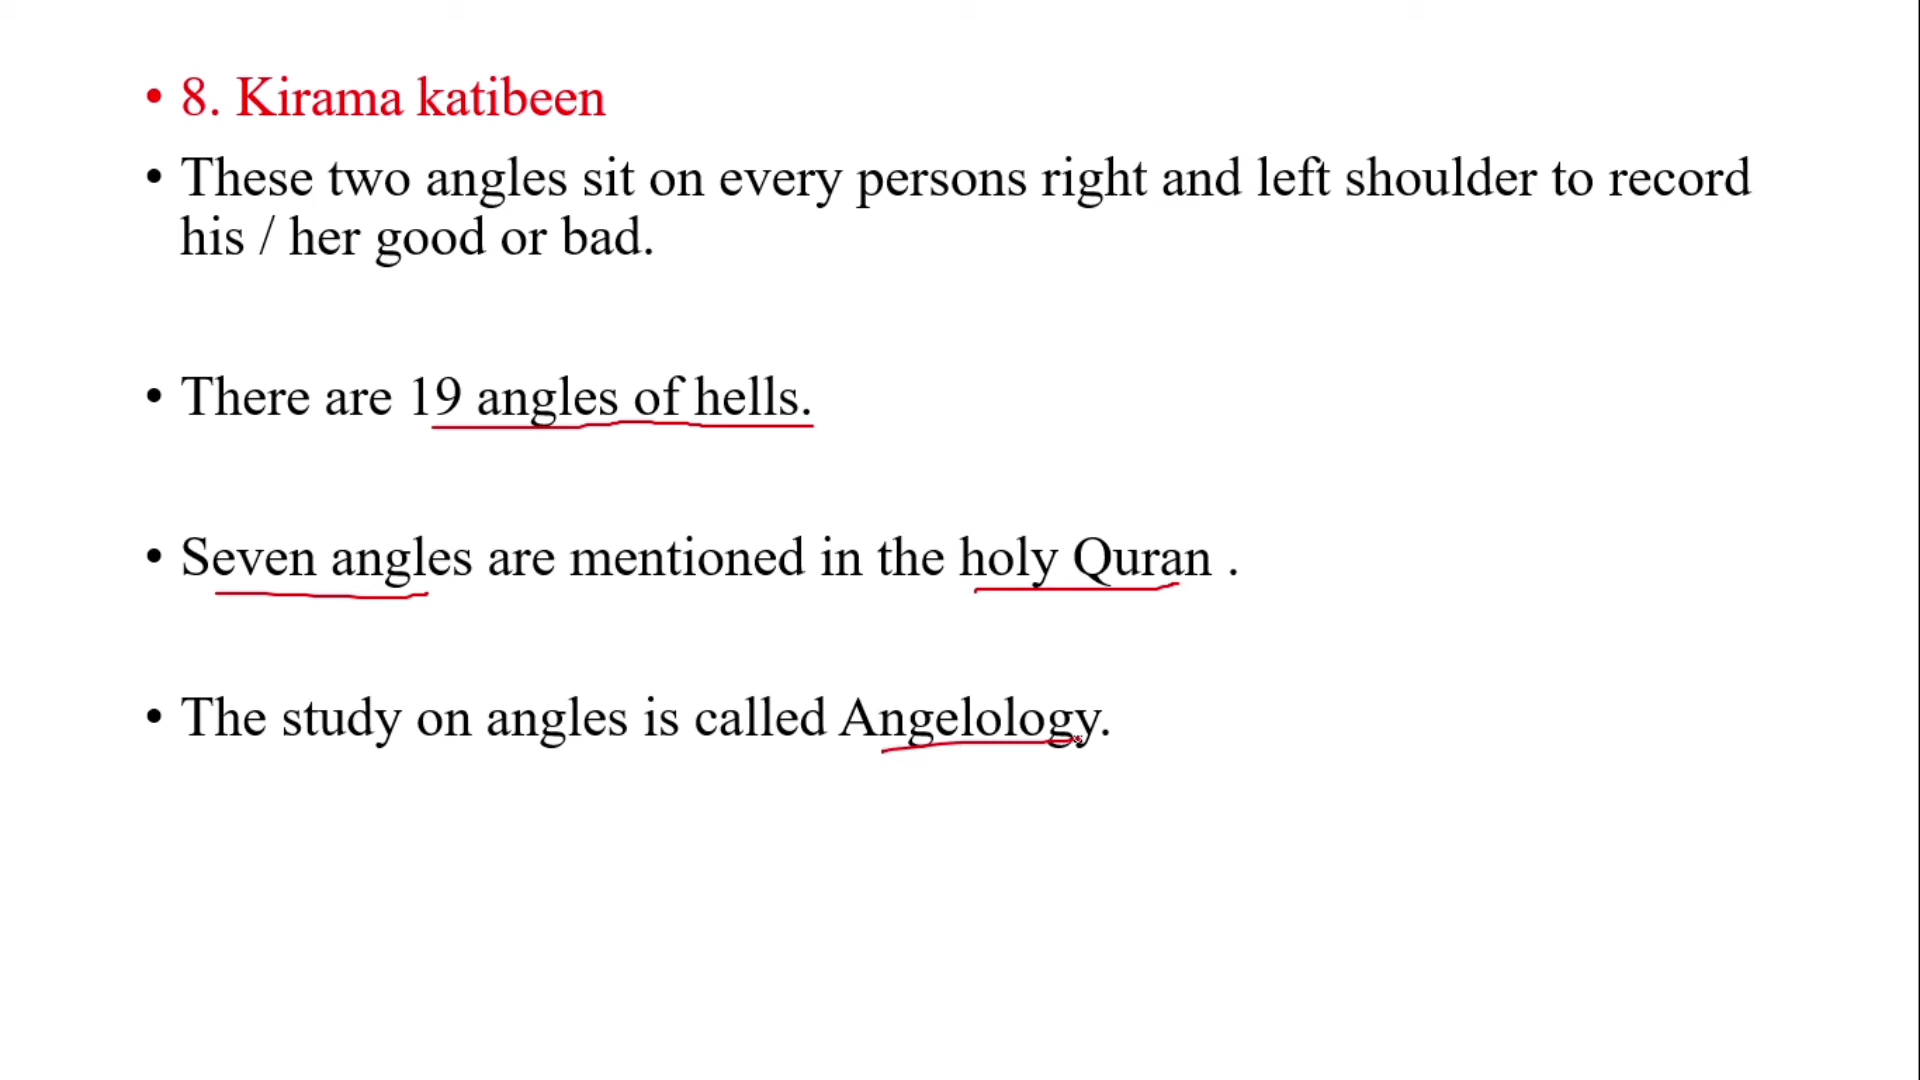 • 8. Kirama katibeen
• These two angles sit on every persons right and left shoulder to record
his / her good or bad.
• There are 19 angles of hells.
• Seven angles are mentioned in the holy Quran .
• The study on angles is called Angelology.